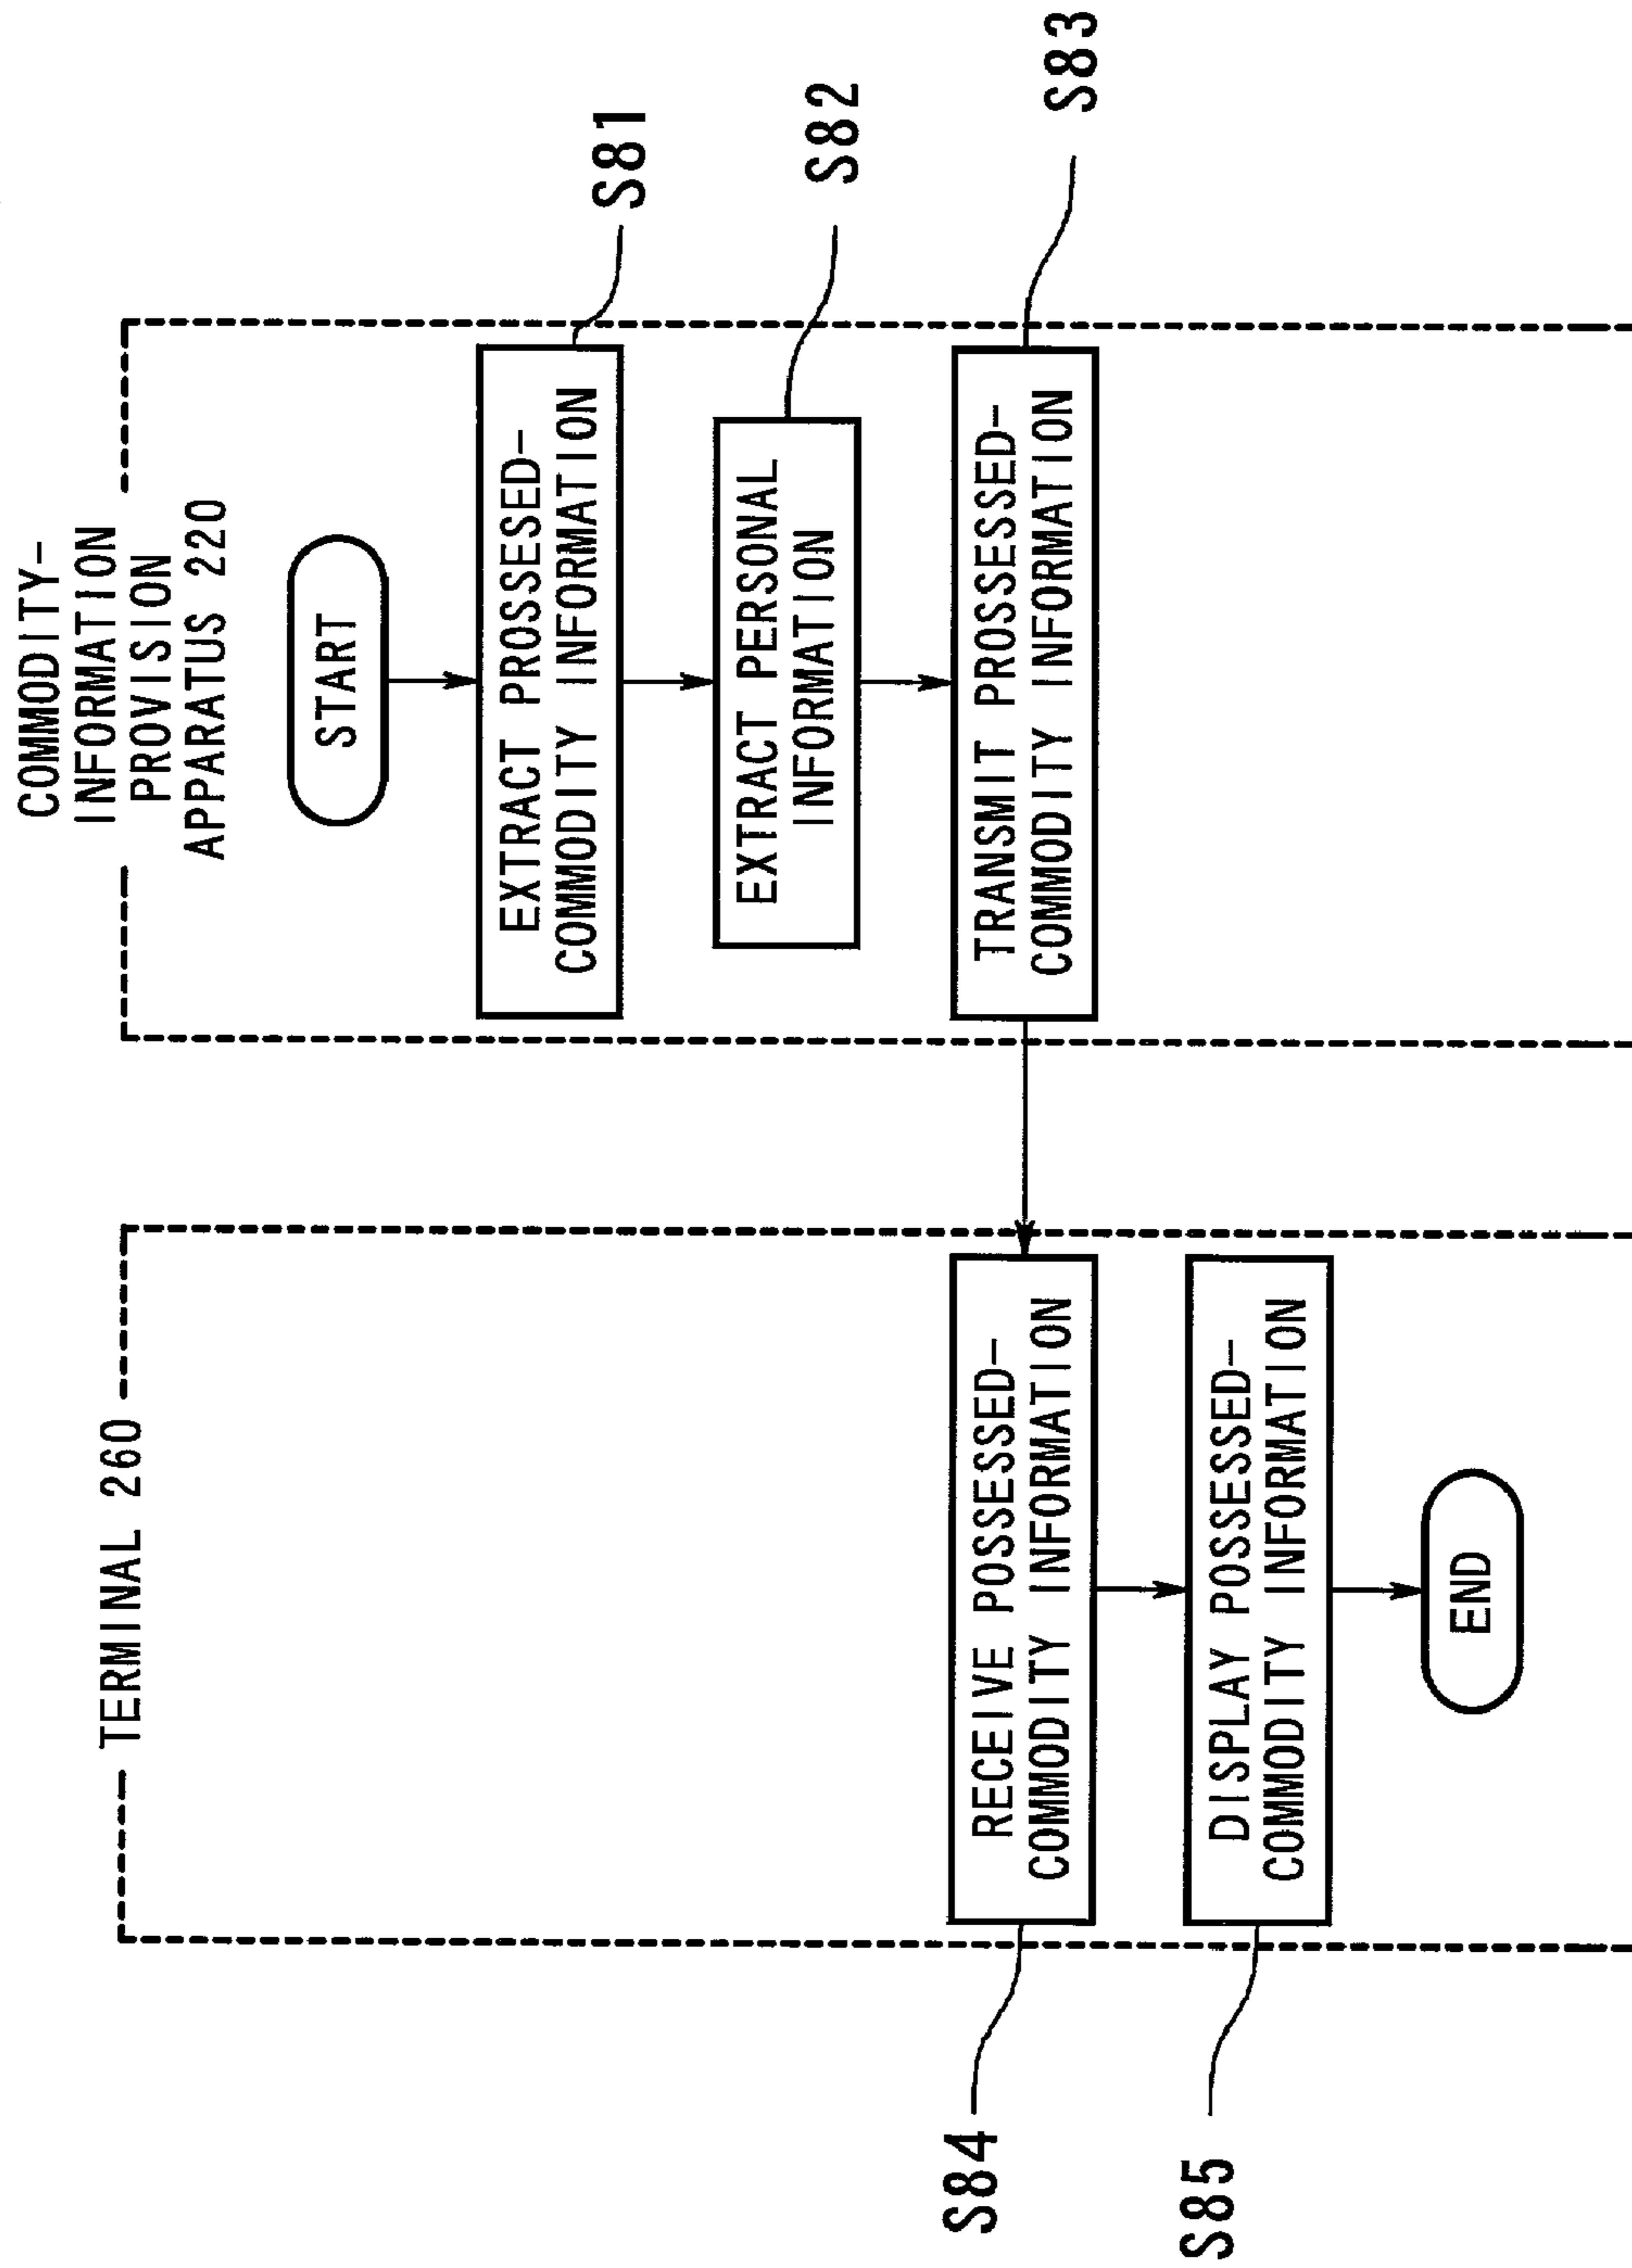 TERMINAL 260
RECEIVE POSSESSED-
COMMODITY INFORMATION
DISPLAY POSSESSED-
COMMODITY INFORMATION
END
S84
S85
COMMODITY-
INFORMATION
PROVISION
APPARATUS 220
START
EXTRACT PROSSESSED-
COMMODITY INFORMATION
EXTRACT PERSONAL
INFORMATION
TRANSMIT PROSSESSED-
COMMODITY INFORMATION
S81
S82
S83